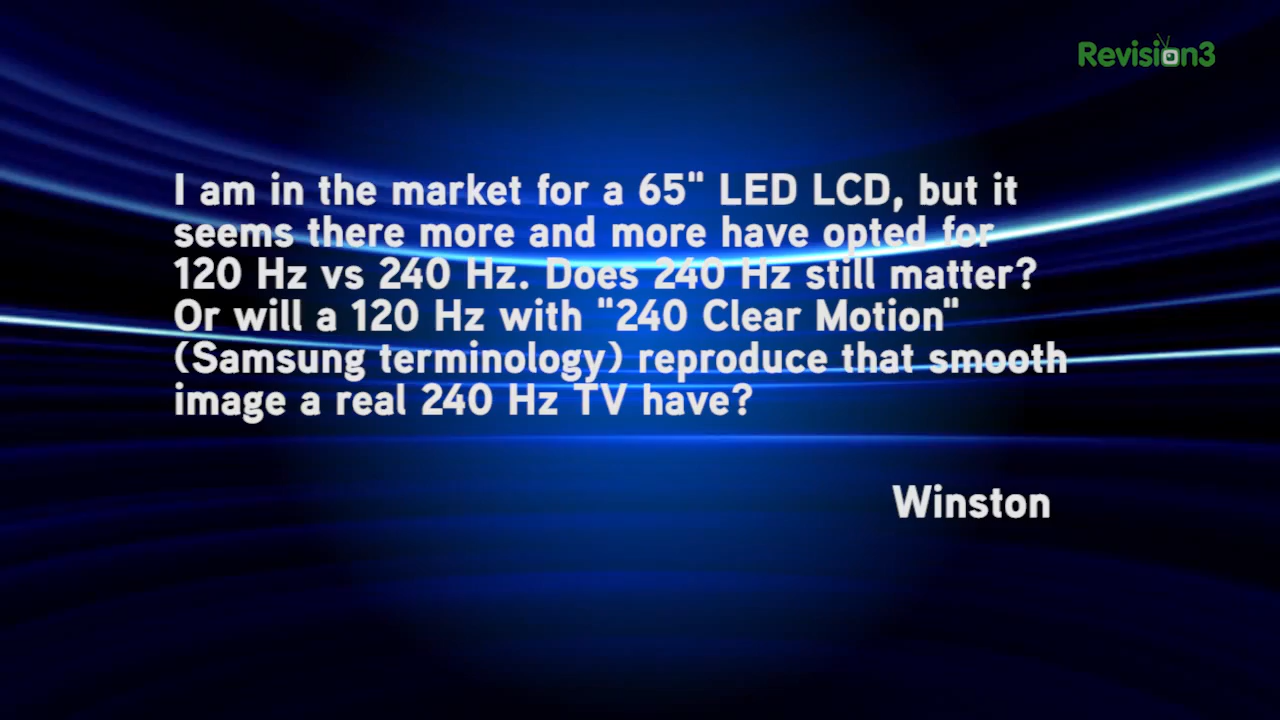 Revision3
I am in the market for a 65" LED LCD, but it
seems there more and more have opted for
120 Hz vs 240 Hz. Does 240 Hz still matter?
Or will a 120 Hz with "240 Clear Motion"
(Samsung terminology) reproduce that smooth
image a real 240 Hz TV have?
Winston